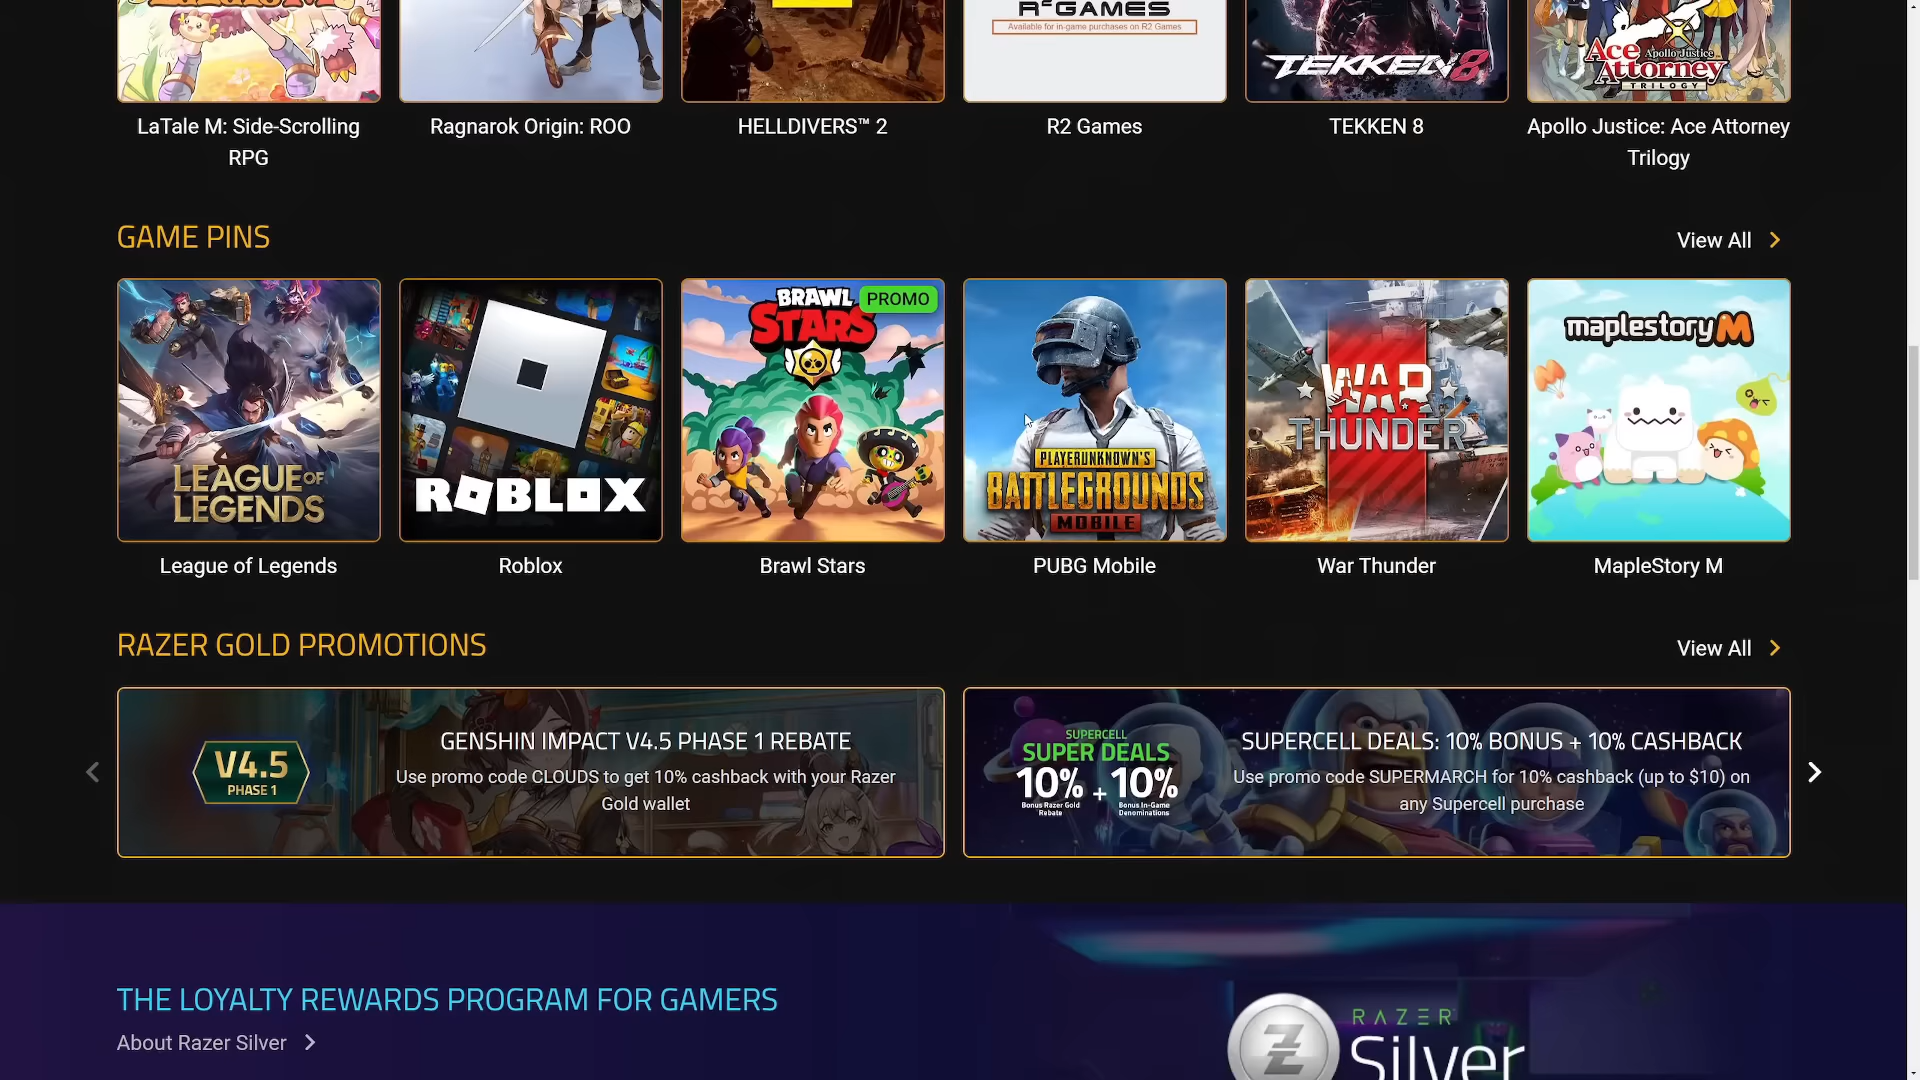 R2GAMES
Available for in-game purchases on R2 Games
TEKKEN 8
Apollo Justice
Ace
Attorney
TRILOGY
LaTale M: Side-Scrolling
RPG
Ragnarok Origin: ROO
HELLDIVERS™ 2
R2 Games
TEKKEN 8
Apollo Justice: Ace Attorney
Trilogy
GAME PINS
View All
LEAGUE OF
LEGENDS
ROBLOX
BRAWL
STARS
PROMO
PLAYERUNKNOWN'S
BATTLEGROUNDS
MOBILE
WAR
THUNDER
maplestory M
League of Legends
Roblox
Brawl Stars
PUBG Mobile
War Thunder
MapleStory M
RAZER GOLD PROMOTIONS
View All
V4.5
PHASE 1
GENSHIN IMPACT V4.5 PHASE 1 REBATE
Use promo code CLOUDS to get 10% cashback with your Razer
Gold wallet
SUPERCELL
SUPER DEALS
10% + 10%
Bonus Razer Gold
Rebate
Bonus In-Game
Denominations
SUPERCELL DEALS: 10% BONUS + 10% CASHBACK
Use promo code SUPERMARCH for 10% cashback (up to $10) on
any Supercell purchase
THE LOYALTY REWARDS PROGRAM FOR GAMERS
About Razer Silver
RAZER
Silver